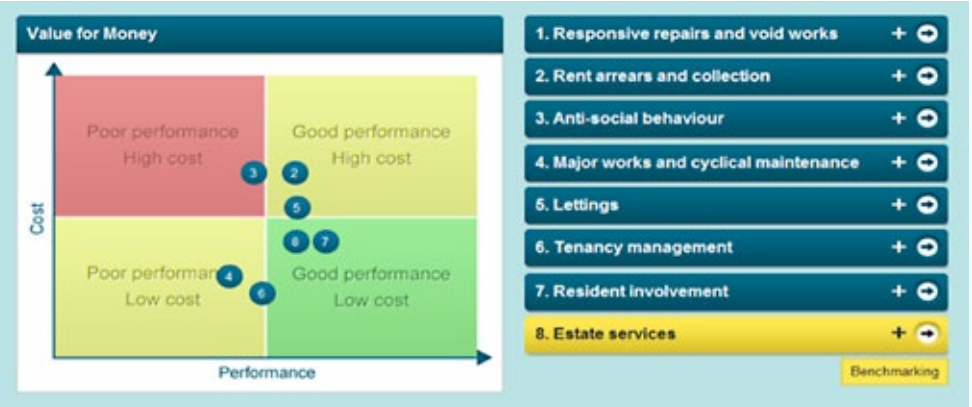 Value for Money
Poor performance
High cost
Good performance
High cost
3
2
5
8
7
Cost
Poor performan
4
Low cost
6
Good performance
Low cost
Performance
1. Responsive repairs and void works
2. Rent arrears and collection
3. Anti-social behaviour
4. Major works and cyclical maintenance
5. Lettings
6. Tenancy management
7. Resident involvement
8. Estate services
Benchmarking